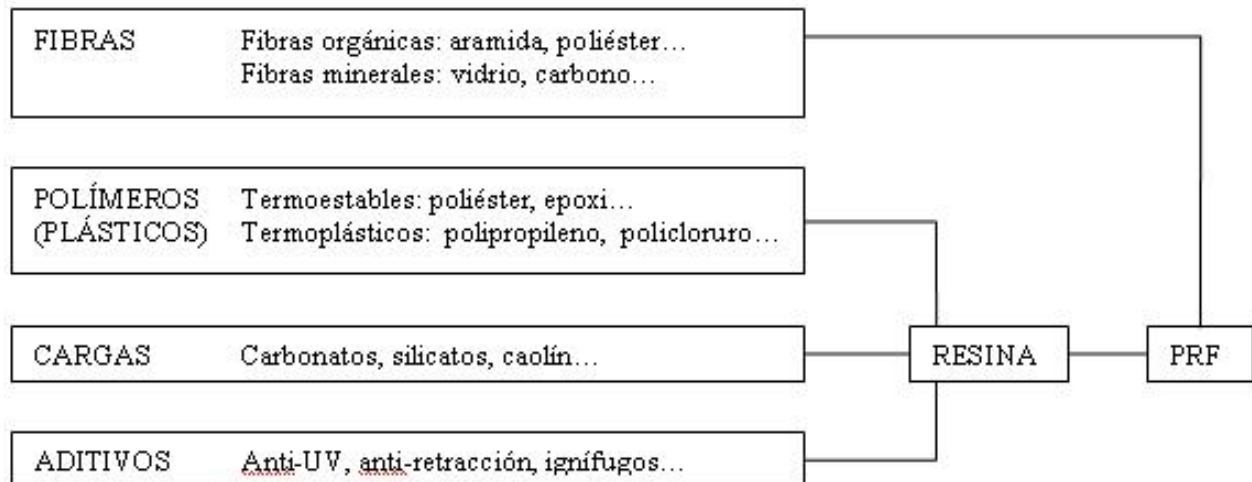 FIBRAS Fibras orgánicas: aramida, poliéster...
Fibras minerales: vidrio, carbono...
POLÍMEROS Termoestables: poliéster, epoxi...
(PLÁSTICOS) Termoplásticos: polipropileno, policloruro...
CARGAS Carbonatos, silicatos, caolín...
RESINA
PRF
ADITIVOS Anti-UV, anti-retracción, ignífugos...